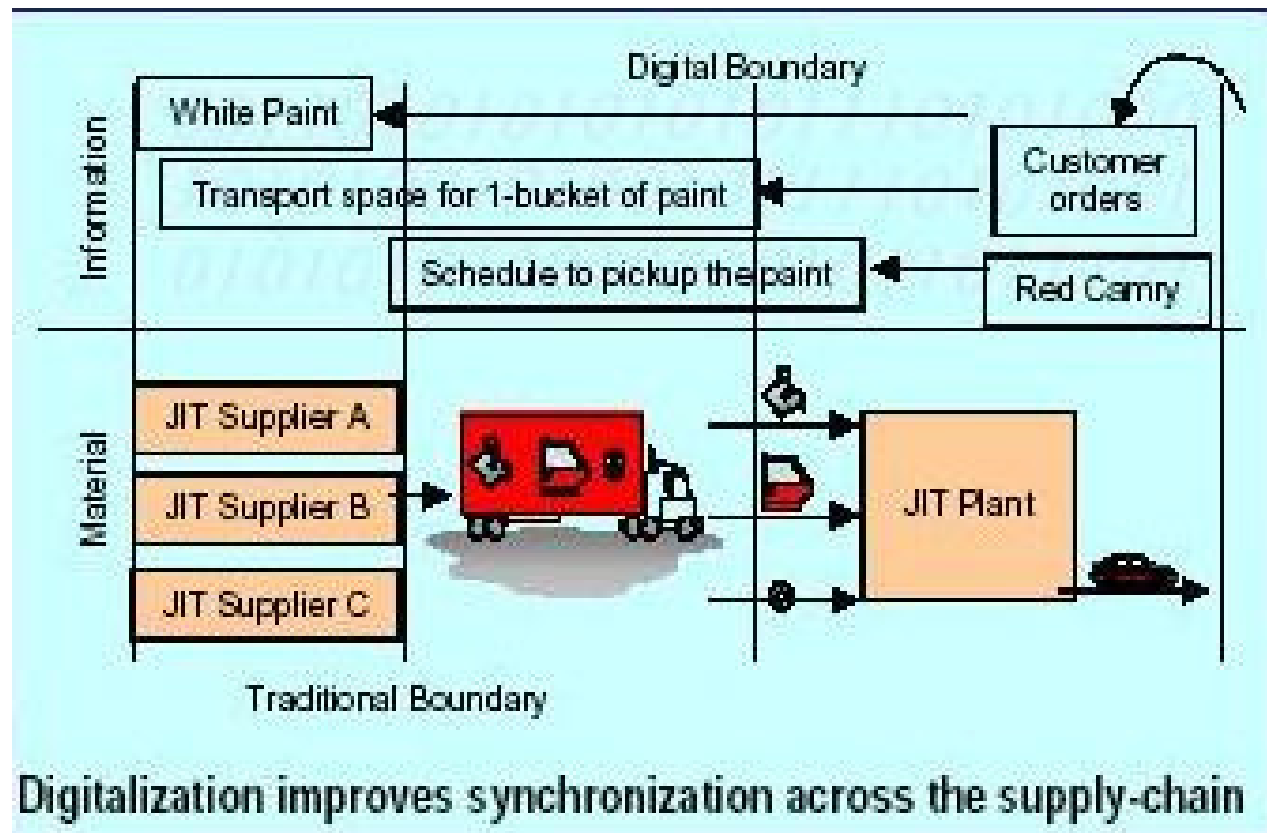 Digital Boundary
White Paint
Customer
orders
Transport space for 1-bucket of paint
Schedule to pickup the paint
Red Camry
Information
Material
JIT Supplier A
JIT Supplier B
JIT Supplier C
JIT Plant
Traditional Boundary
Digitalization improves synchronization across the supply-chain